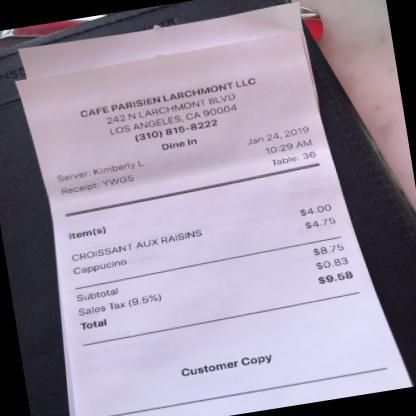 CAFE PARISIEN LARCHMONT LLC
242 N LARCHMONT BLVD
LOS ANGELES, CA 90004
(310) 815-8222
Dine In
Server: Kimberly L. Jan 24, 2019
Receipt: YWG5 10:29 AM
Table: 36
Item(s)
CROISSANT AUX RAISINS $4.00
Cappucino $4.75
Subtotal $8.75
Sales Tax (9.5%) $0.83
Total $9.58
Customer Copy